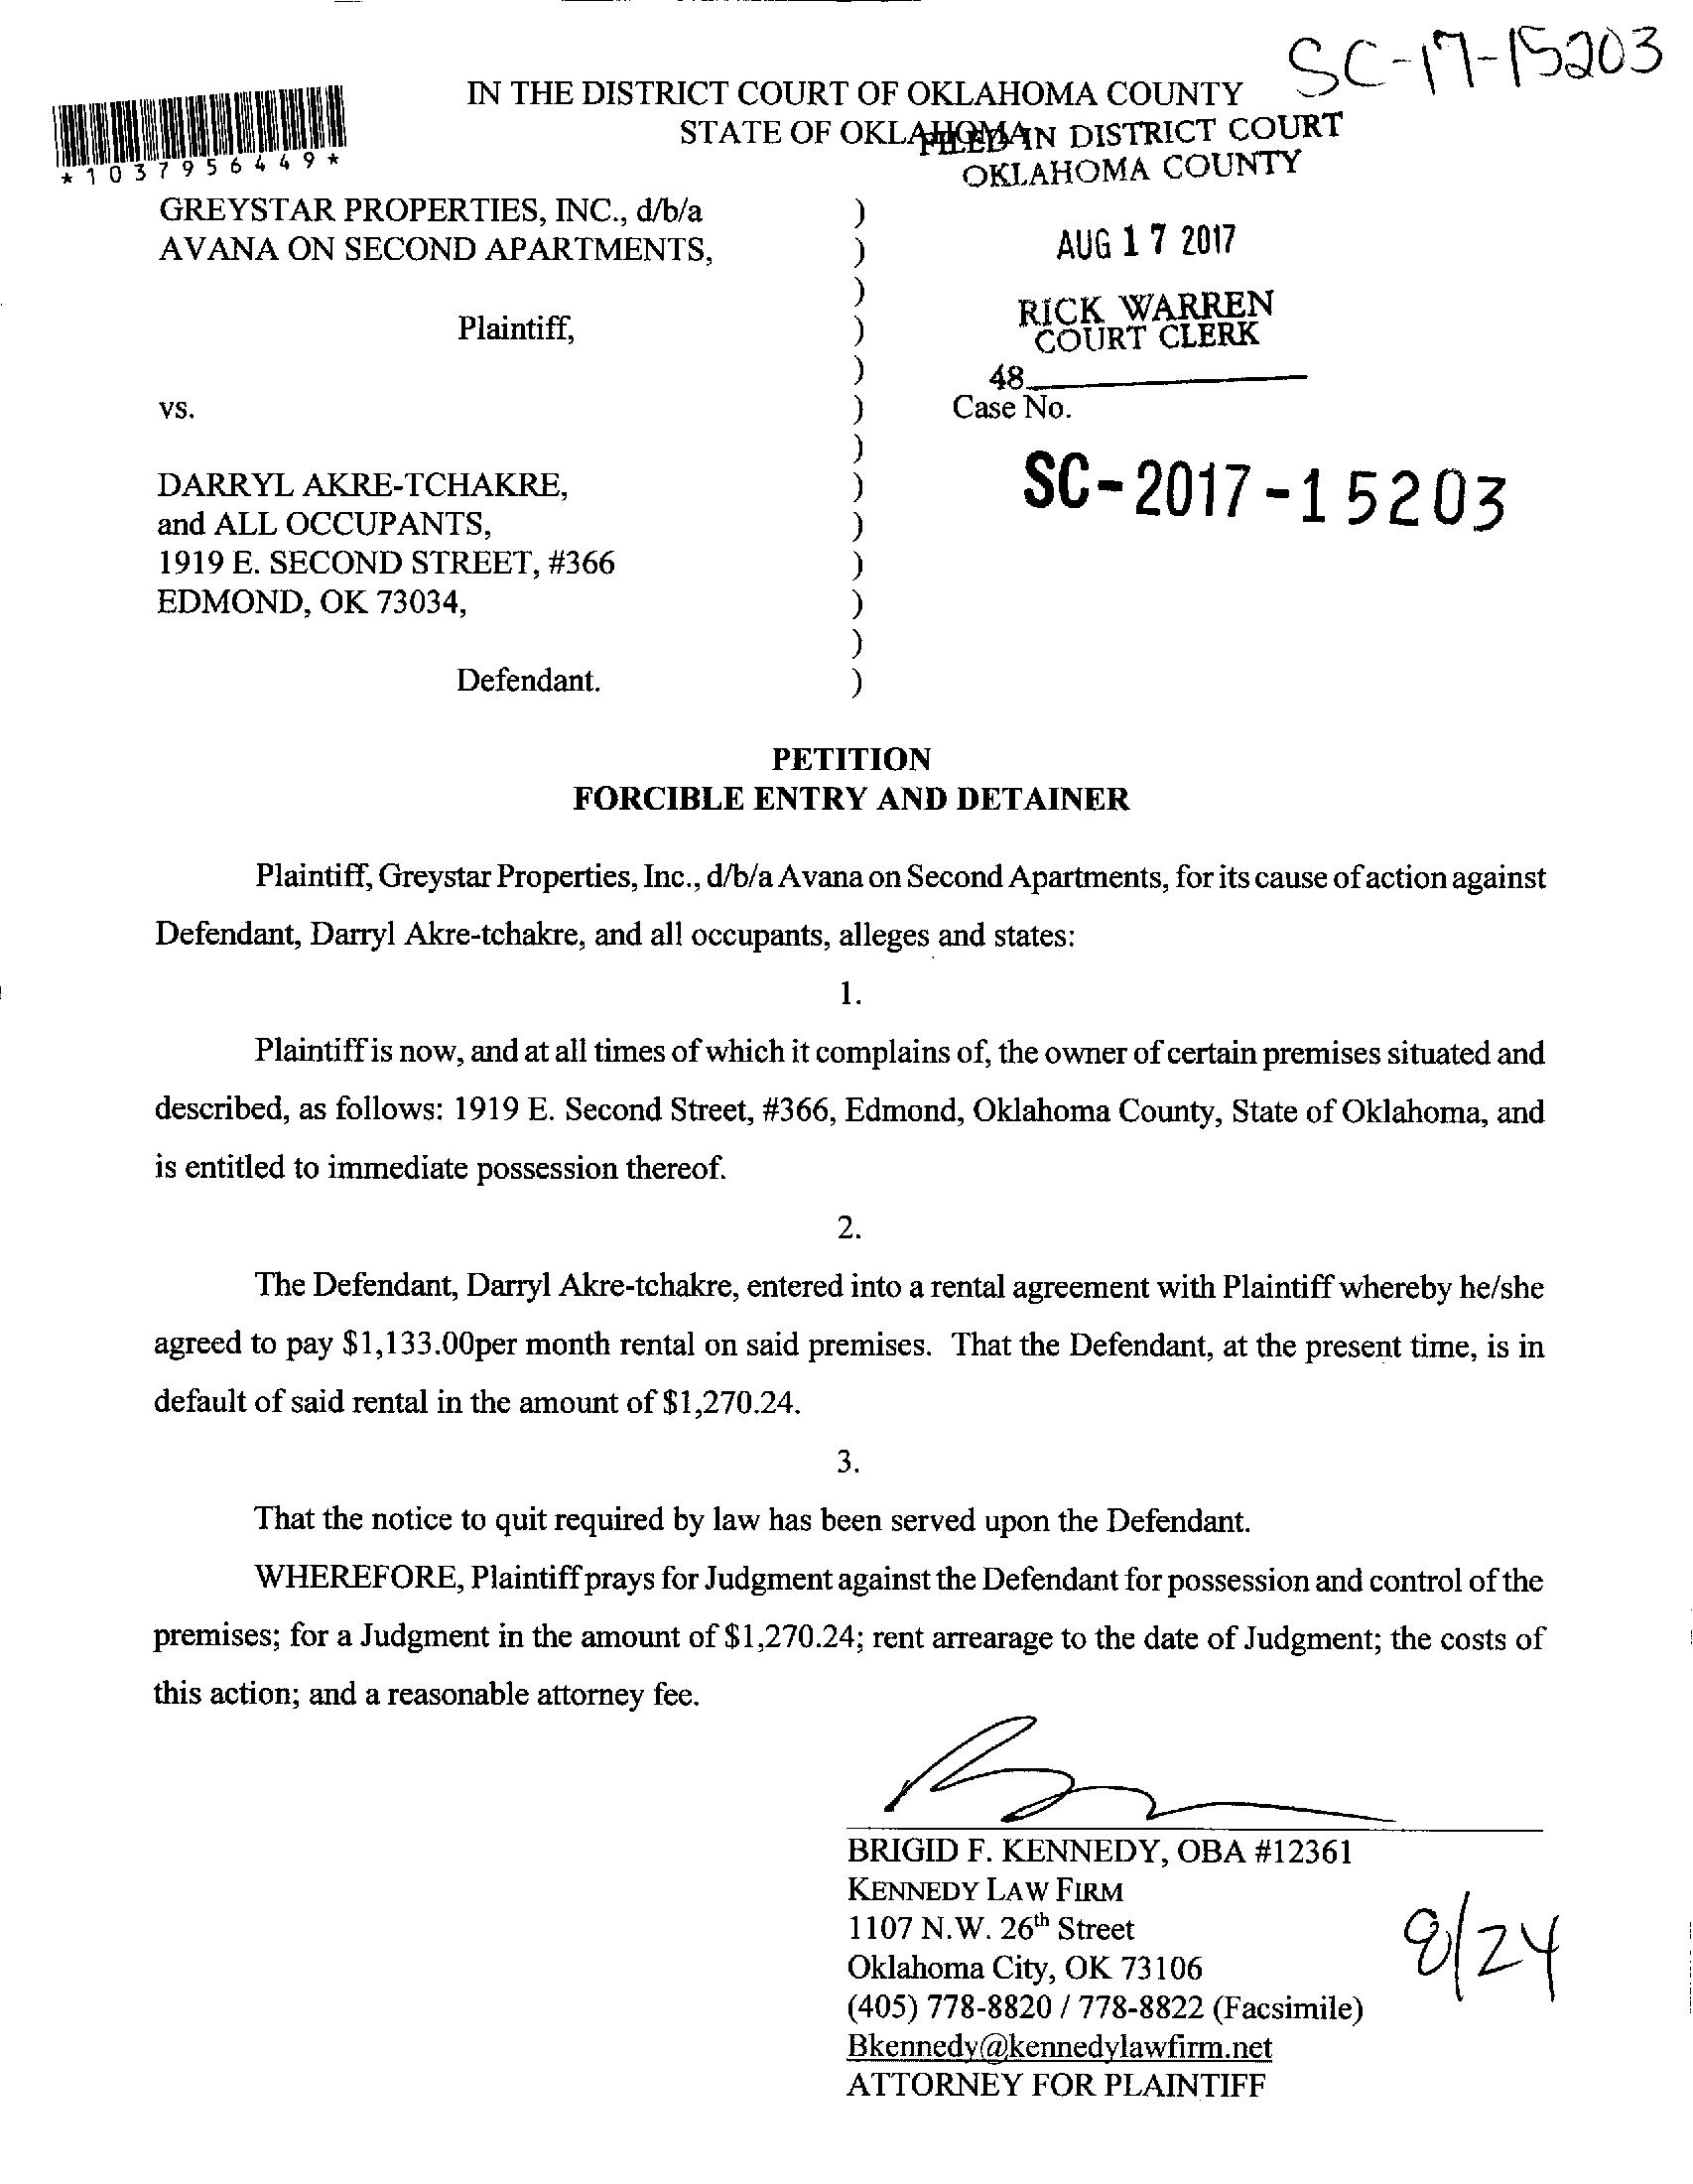 SC-17-15203
IN THE DISTRICT COURT OF OKLAHOMA COUNTY
STATE OF OKLAHOMA
FILED IN DISTRICT COURT
OKLAHOMA COUNTY
*1037956449*
GREYSTAR PROPERTIES, INC., d/b/a )
AVANA ON SECOND APARTMENTS, )
AUG 17 2017
)
Plaintiff, )
RICK WARREN
COURT CLERK
)
48
vs. ) Case No.
)
DARRYL AKRE-TCHAKRE, )
SC-2017-15203
and ALL OCCUPANTS, )
1919 E. SECOND STREET, #366 )
EDMOND, OK 73034, )
)
Defendant. )
PETITION
FORCIBLE ENTRY AND DETAINER
Plaintiff, Greystar Properties, Inc., d/b/a Avana on Second Apartments, for its cause of action against
Defendant, Darryl Akre-tchakre, and all occupants, alleges and states:
1.
Plaintiff is now, and at all times of which it complains of, the owner of certain premises situated and
described, as follows: 1919 E. Second Street, #366, Edmond, Oklahoma County, State of Oklahoma, and
is entitled to immediate possession thereof.
2.
The Defendant, Darryl Akre-tchakre, entered into a rental agreement with Plaintiff whereby he/she
agreed to pay $1,133.00per month rental on said premises. That the Defendant, at the present time, is in
default of said rental in the amount of $1,270.24.
3.
That the notice to quit required by law has been served upon the Defendant.
WHEREFORE, Plaintiff prays for Judgment against the Defendant for possession and control of the
premises; for a Judgment in the amount of $1,270.24; rent arrearage to the date of Judgment; the costs of
this action; and a reasonable attorney fee.
BRIGID F. KENNEDY, OBA #12361
KENNEDY LAW FIRM
1107 N.W. 26th Street
Oklahoma City, OK 73106
(405) 778-8820 / 778-8822 (Facsimile)
Bkennedy@kennedylawfirm.net
ATTORNEY FOR PLAINTIFF
8/24